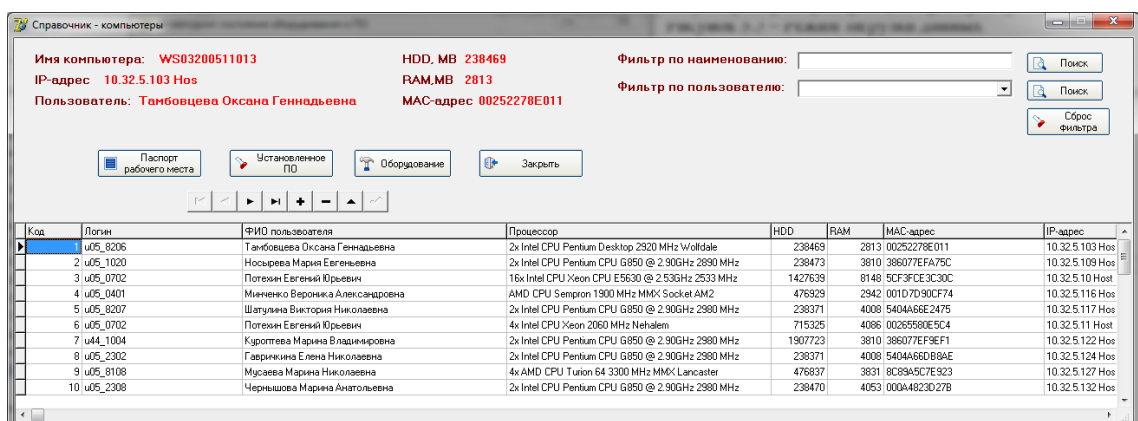 Справочник - компьютеры
Имя компьютера: WS03200511013
HDD, MB 238469
Фильтр по наименованию:
Поиск
IP-адрес 10.32.5.103 Hos
RAM,MB 2813
Фильтр по пользователю:
Поиск
Пользователь: Тамбовцева Оксана Геннадьевна
MAC-адрес 00252278E011
Сброс
фильтра
Паспорт
рабочего места
Установленное
ПО
Оборудование
Закрыть
Код Логин ФИО пользвоателя Процессор HDD RAM MAC-адрес IP-адрес
1 u05_8206 Тамбовцева Оксана Геннадьевна 2x Intel CPU Pentium Desktop 2920 MHz Wolfdale 238469 2813 00252278E011 10.32.5.103 Hos
2 u05_1020 Носырева Мария Евгеньевна 2x Intel CPU Pentium CPU G850 @ 2.90GHz 2890 MHz 238473 3810 386077EFA75C 10.32.5.109 Hos
3 u05_0702 Потехин Евгений Юрьевич 16x Intel CPU Xeon CPU E5630 @ 2.53GHz 2533 MHz 1427639 8148 5CF3FCE3C30C 10.32.5.10 Host
4 u05_0401 Минченко Вероника Александровна AMD CPU Sempron 1900 MHz MMX Socket AM2 476929 2942 001D7D90CF74 10.32.5.116 Hos
5 u05_8207 Шатулина Виктория Николаевна 2x Intel CPU Pentium CPU G850 @ 2.90GHz 2980 MHz 238371 4008 5404A66E2475 10.32.5.117 Hos
6 u05_0702 Потехин Евгений Юрьевич 4x Intel CPU Xeon 2060 MHz Nehalem 715325 4086 00265580E5C4 10.32.5.11 Host
7 u44_1004 Куроптева Марина Владимировна 2x Intel CPU Pentium CPU G850 @ 2.90GHz 2980 MHz 1907723 3810 386077EF9EF1 10.32.5.122 Hos
8 u05_2302 Гавричкина Елена Николаевна 2x Intel CPU Pentium CPU G850 @ 2.90GHz 2980 MHz 238371 4008 5404A66DB8AE 10.32.5.124 Hos
9 u05_8108 Мусаева Марина Николаевна 4x AMD CPU Turion 64 3300 MHz MMX Lancaster 476837 3831 8C89A5C7E923 10.32.5.127 Hos
10 u05_2308 Чернышова Марина Анатольевна 2x Intel CPU Pentium CPU G850 @ 2.90GHz 2980 MHz 238470 4053 000A4823D27B 10.32.5.132 Hos